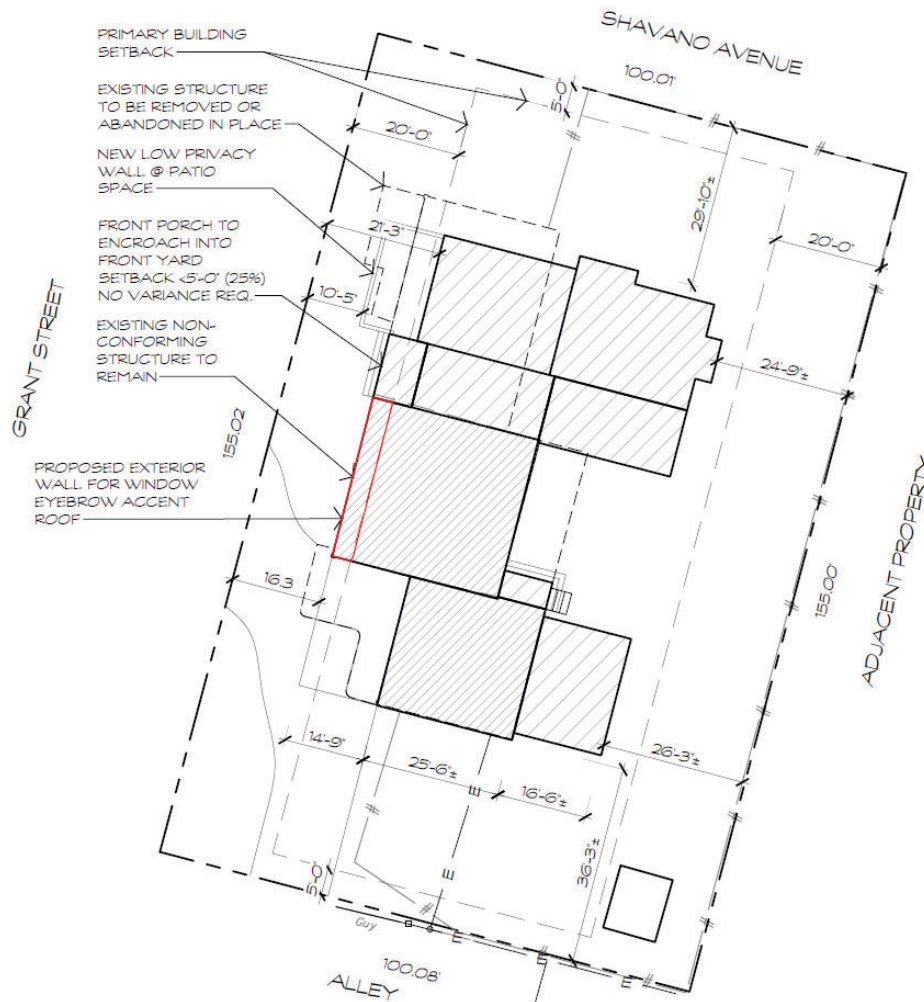 SHAVANO AVENUE
PRIMARY BUILDING
SETBACK
100.01'
5'-0"
EXISTING STRUCTURE
TO BE REMOVED OR
ABANDONED IN PLACE
20'-0"
NEW LOW PRIVACY
WALL @ PATIO
SPACE
29'-10"±
21'-3"
20'-0"
FRONT PORCH TO
ENCROACH INTO
FRONT YARD
SETBACK <5'-0" (25%)
NO VARIANCE REQ.
10'-5"
EXISTING NON-
CONFORMING
STRUCTURE TO
REMAIN
24'-9"±
GRANT STREET
155.02
PROPOSED EXTERIOR
WALL FOR WINDOW
EYEBROW ACCENT
ROOF
ADJACENT PROPERTY
155.00'
16.3
14'-9"
25'-6"±
16'-6"±
26'-3"±
E
36'-3"±
E
5'-0"
Guy
E
E
E
100.08'
ALLEY